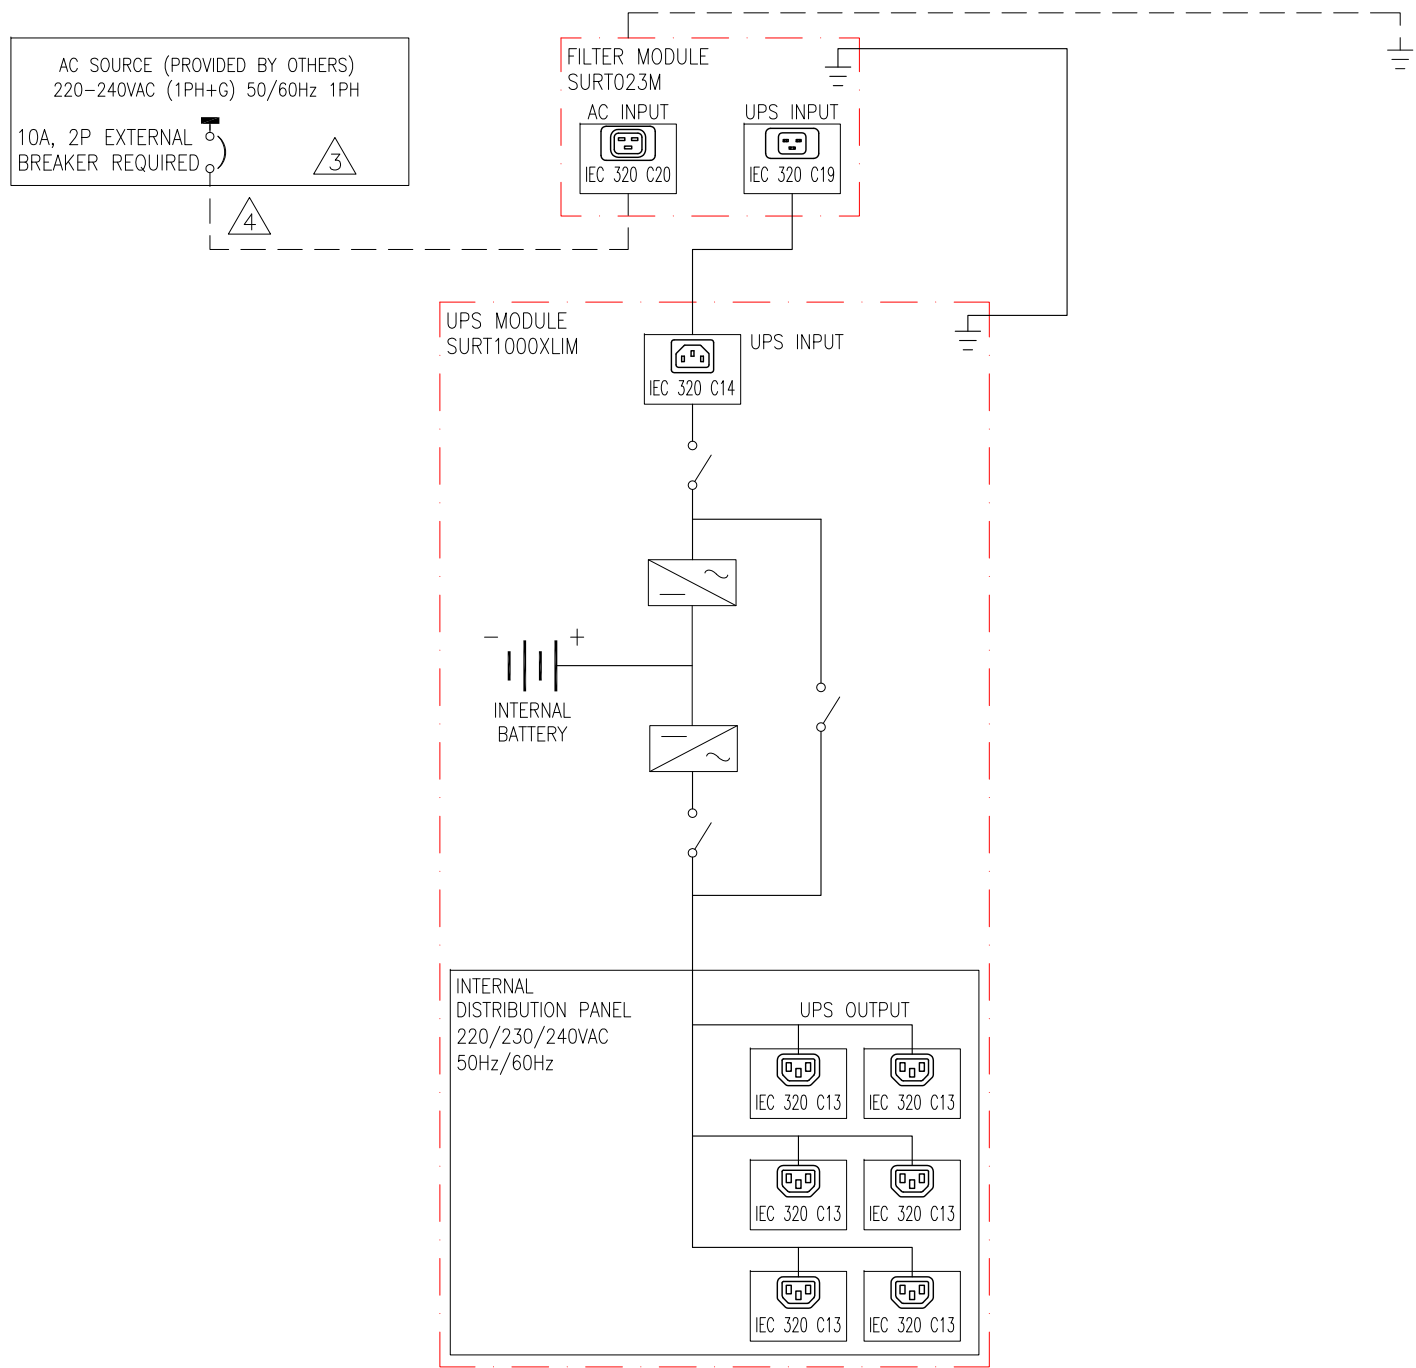 AC SOURCE (PROVIDED BY OTHERS)
220-240VAC (1PH+G) 50/60Hz 1PH
10A, 2P EXTERNAL
BREAKER REQUIRED
3
4
FILTER MODULE
SURT023M
AC INPUT
IEC 320 C20
UPS INPUT
IEC 320 C19
UPS MODULE
SURT1000XLIM
UPS INPUT
IEC 320 C14
- +
INTERNAL
BATTERY
INTERNAL
DISTRIBUTION PANEL
220/230/240VAC
50Hz/60Hz
UPS OUTPUT
IEC 320 C13
IEC 320 C13
IEC 320 C13
IEC 320 C13
IEC 320 C13
IEC 320 C13